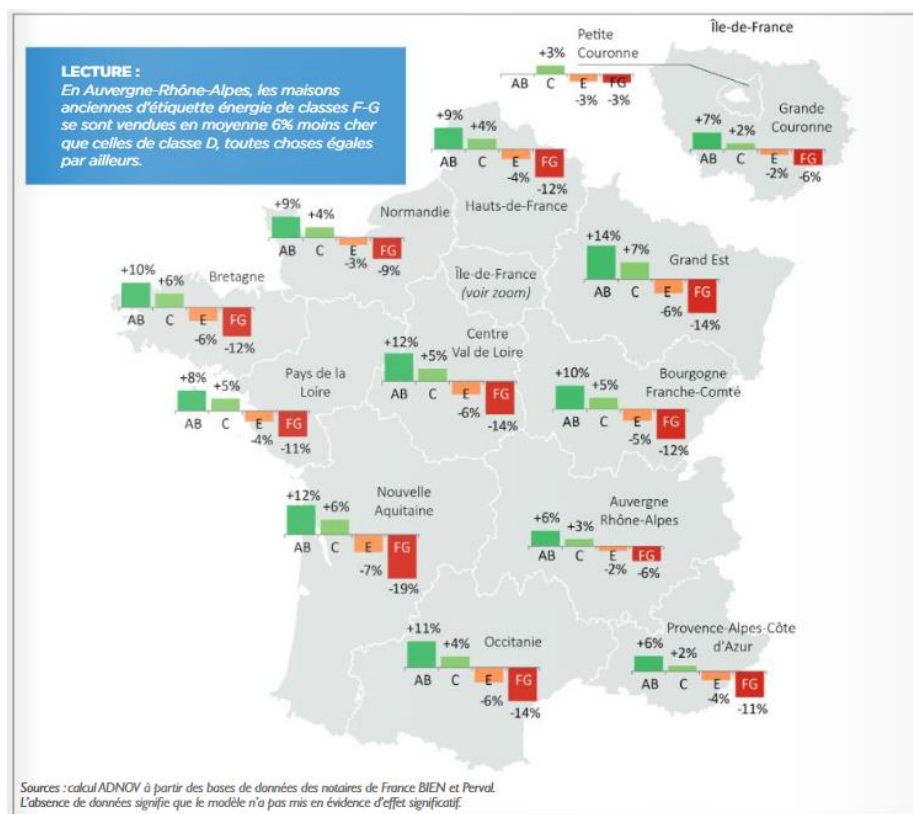 LECTURE :
En Auvergne-Rhône-Alpes, les maisons
anciennes d'étiquette énergie de classes F-G
se sont vendues en moyenne 6% moins cher
que celles de classe D, toutes choses égales
par ailleurs.
Petite
Couronne
+3%
AB C E FG
-3% -3%
Île-de-France
Grande
Couronne
+7% +2%
AB C E FG
-2% -6%
+9% +4%
AB C E FG
-4% -12%
Hauts-de-France
Normandie
+9% +4%
AB C E FG
-3% -9%
Île-de-France
(voir zoom)
Grand Est
+14% +7%
AB C E FG
-6% -14%
Bretagne
+10% +6%
AB C E FG
-6% -12%
Centre
Val de Loire
+12% +5%
AB C E FG
-6% -14%
Pays de la
Loire
+8% +5%
AB C E FG
-4% -11%
Bourgogne
Franche-Comté
+10% +5%
AB C E FG
-5% -12%
Nouvelle
Aquitaine
+12% +6%
AB C E FG
-7% -19%
Auvergne
Rhône-Alpes
+6% +3%
AB C E FG
-2% -6%
Occitanie
+11% +4%
AB C E FG
-6% -14%
Provence-Alpes-Côte
d'Azur
+6% +2%
AB C E FG
-4% -11%
Sources : calcul ADNOV à partir des bases de données des notaires de France BIEN et Perval.
L'absence de données signifie que le modèle n'a pas mis en évidence d'effet significatif.